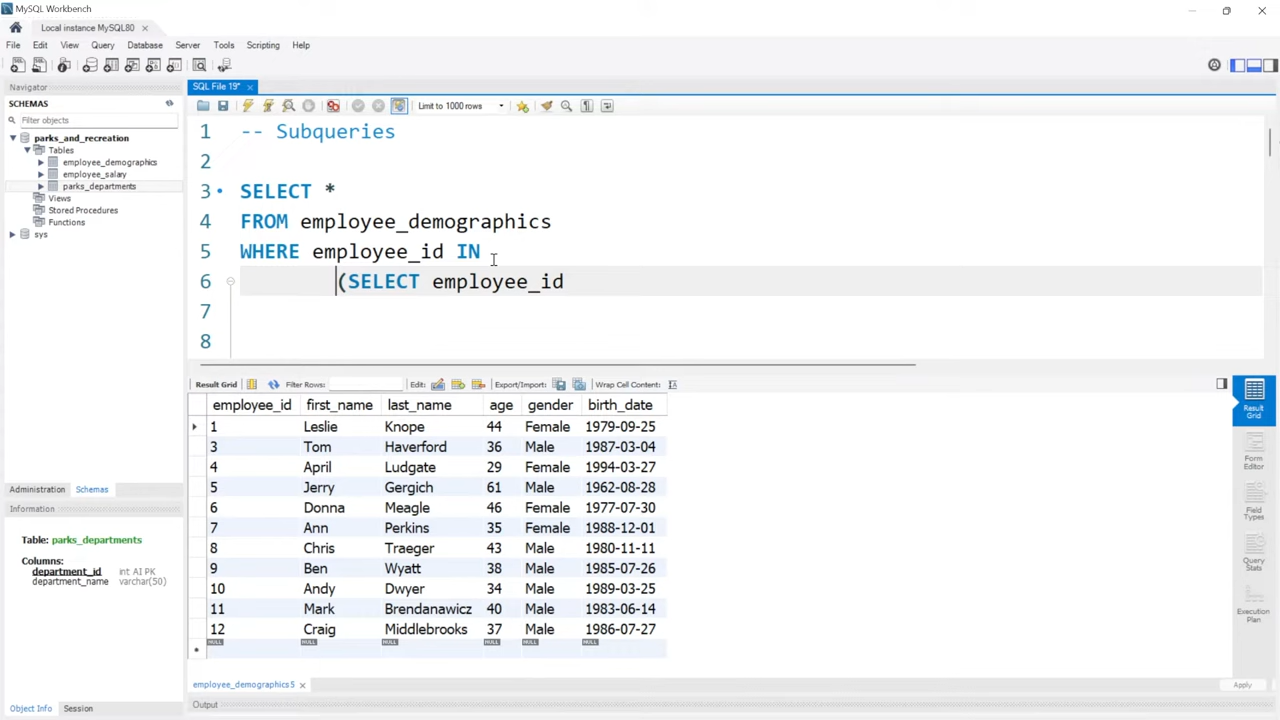 MySQL Workbench
Local instance MySQL80
File Edit View Query Database Server Tools Scripting Help
Navigator
SCHEMAS
Filter objects
parks_and_recreation
Tables
employee_demographics
employee_salary
parks_departments
Views
Stored Procedures
Functions
sys
Administration Schemas
Information
Table: parks_departments
Columns:
department_id int AI PK
department_name varchar(50)
Object Info Session
SQL File 19*
Limit to 1000 rows
1 -- Subqueries
2
3 SELECT *
4 FROM employee_demographics
5 WHERE employee_id IN
6 (SELECT employee_id
7
8
Result Grid Filter Rows: Edit: Export/Import: Wrap Cell Content:
employee_id first_name last_name age gender birth_date
1 Leslie Knope 44 Female 1979-09-25
3 Tom Haverford 36 Male 1987-03-04
4 April Ludgate 29 Female 1994-03-27
5 Jerry Gergich 61 Male 1962-08-28
6 Donna Meagle 46 Female 1977-07-30
7 Ann Perkins 35 Female 1988-12-01
8 Chris Traeger 43 Male 1980-11-11
9 Ben Wyatt 38 Male 1985-07-26
10 Andy Dwyer 34 Male 1989-03-25
11 Mark Brendanawicz 40 Male 1983-06-14
12 Craig Middlebrooks 37 Male 1986-07-27
NULL NULL NULL NULL NULL NULL
Result Grid
Form Editor
Field Types
Query Stats
Execution Plan
employee_demographics 5
Apply
Output